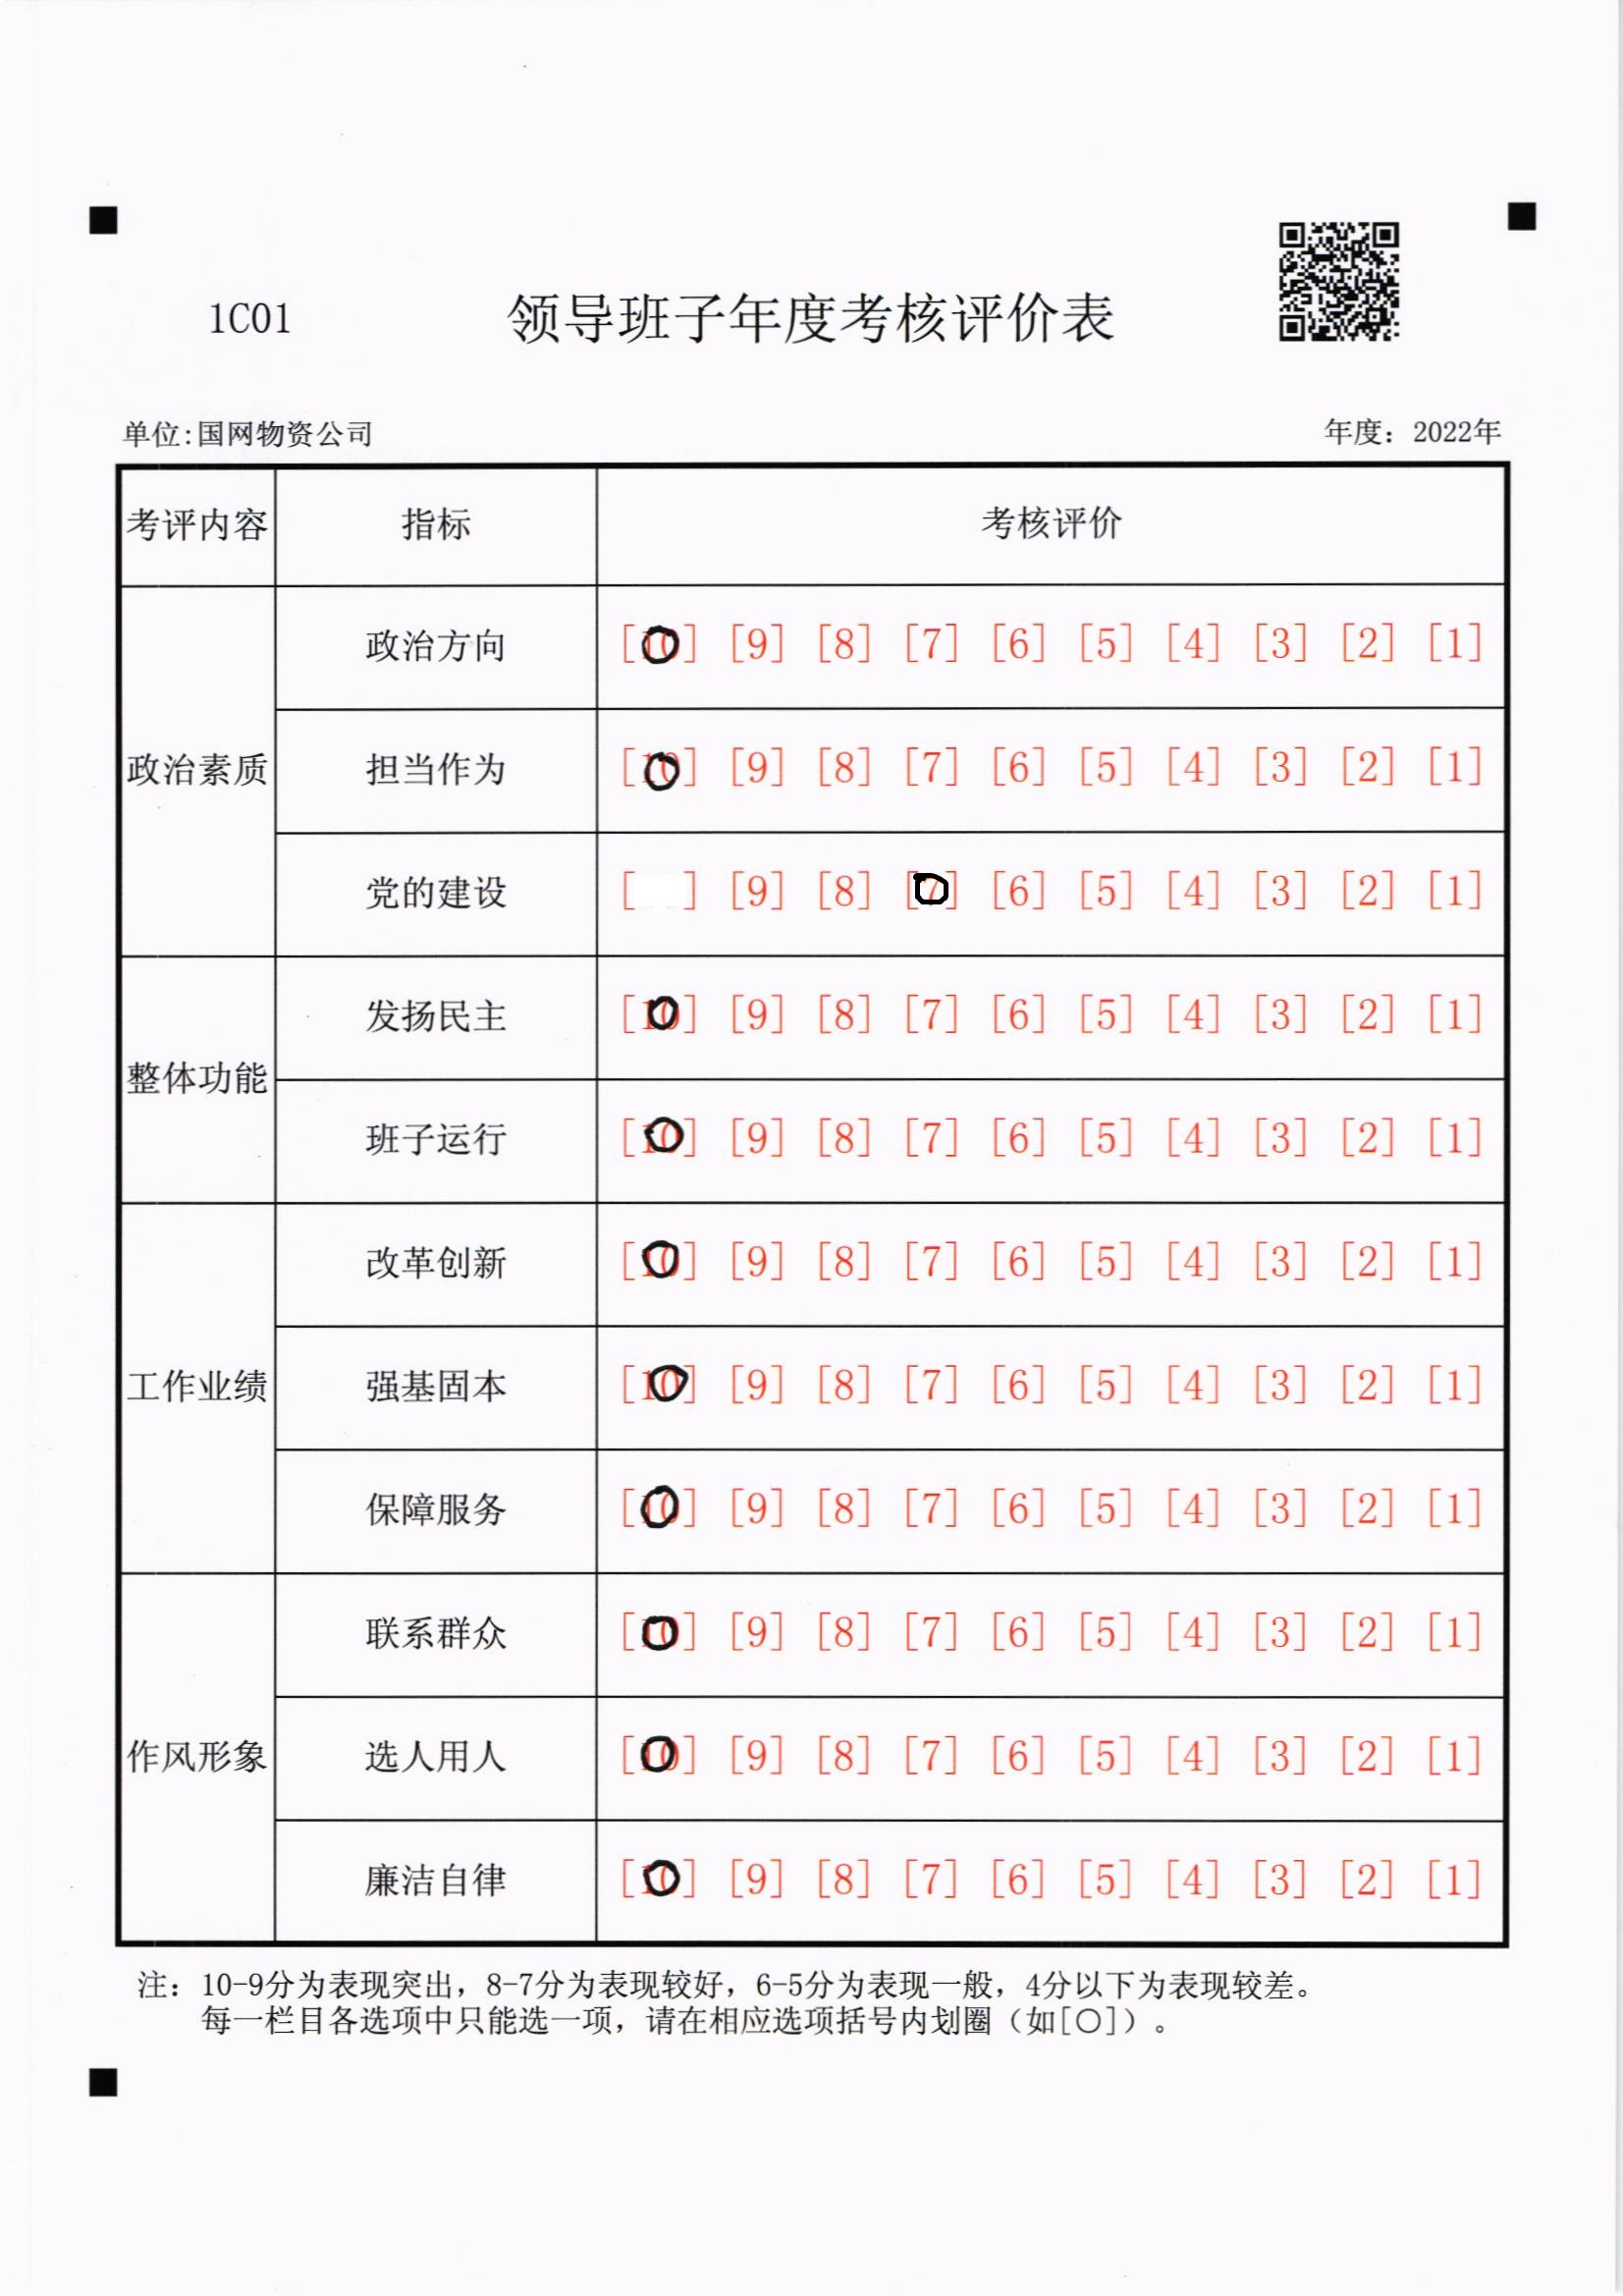 1C01 领导班子年度考核评价表
单位:国网物资公司 年度：2022年
考评内容 指标 考核评价
政治素质
政治方向 [10] [9] [8] [7] [6] [5] [4] [3] [2] [1]
担当作为 [10] [9] [8] [7] [6] [5] [4] [3] [2] [1]
党的建设 [ ] [9] [8] [7] [6] [5] [4] [3] [2] [1]
整体功能
发扬民主 [10] [9] [8] [7] [6] [5] [4] [3] [2] [1]
班子运行 [10] [9] [8] [7] [6] [5] [4] [3] [2] [1]
工作业绩
改革创新 [10] [9] [8] [7] [6] [5] [4] [3] [2] [1]
强基固本 [10] [9] [8] [7] [6] [5] [4] [3] [2] [1]
保障服务 [10] [9] [8] [7] [6] [5] [4] [3] [2] [1]
作风形象
联系群众 [10] [9] [8] [7] [6] [5] [4] [3] [2] [1]
选人用人 [10] [9] [8] [7] [6] [5] [4] [3] [2] [1]
廉洁自律 [10] [9] [8] [7] [6] [5] [4] [3] [2] [1]
注：10-9分为表现突出，8-7分为表现较好，6-5分为表现一般，4分以下为表现较差。
每一栏目各选项中只能选一项，请在相应选项括号内划圈（如[○]）。